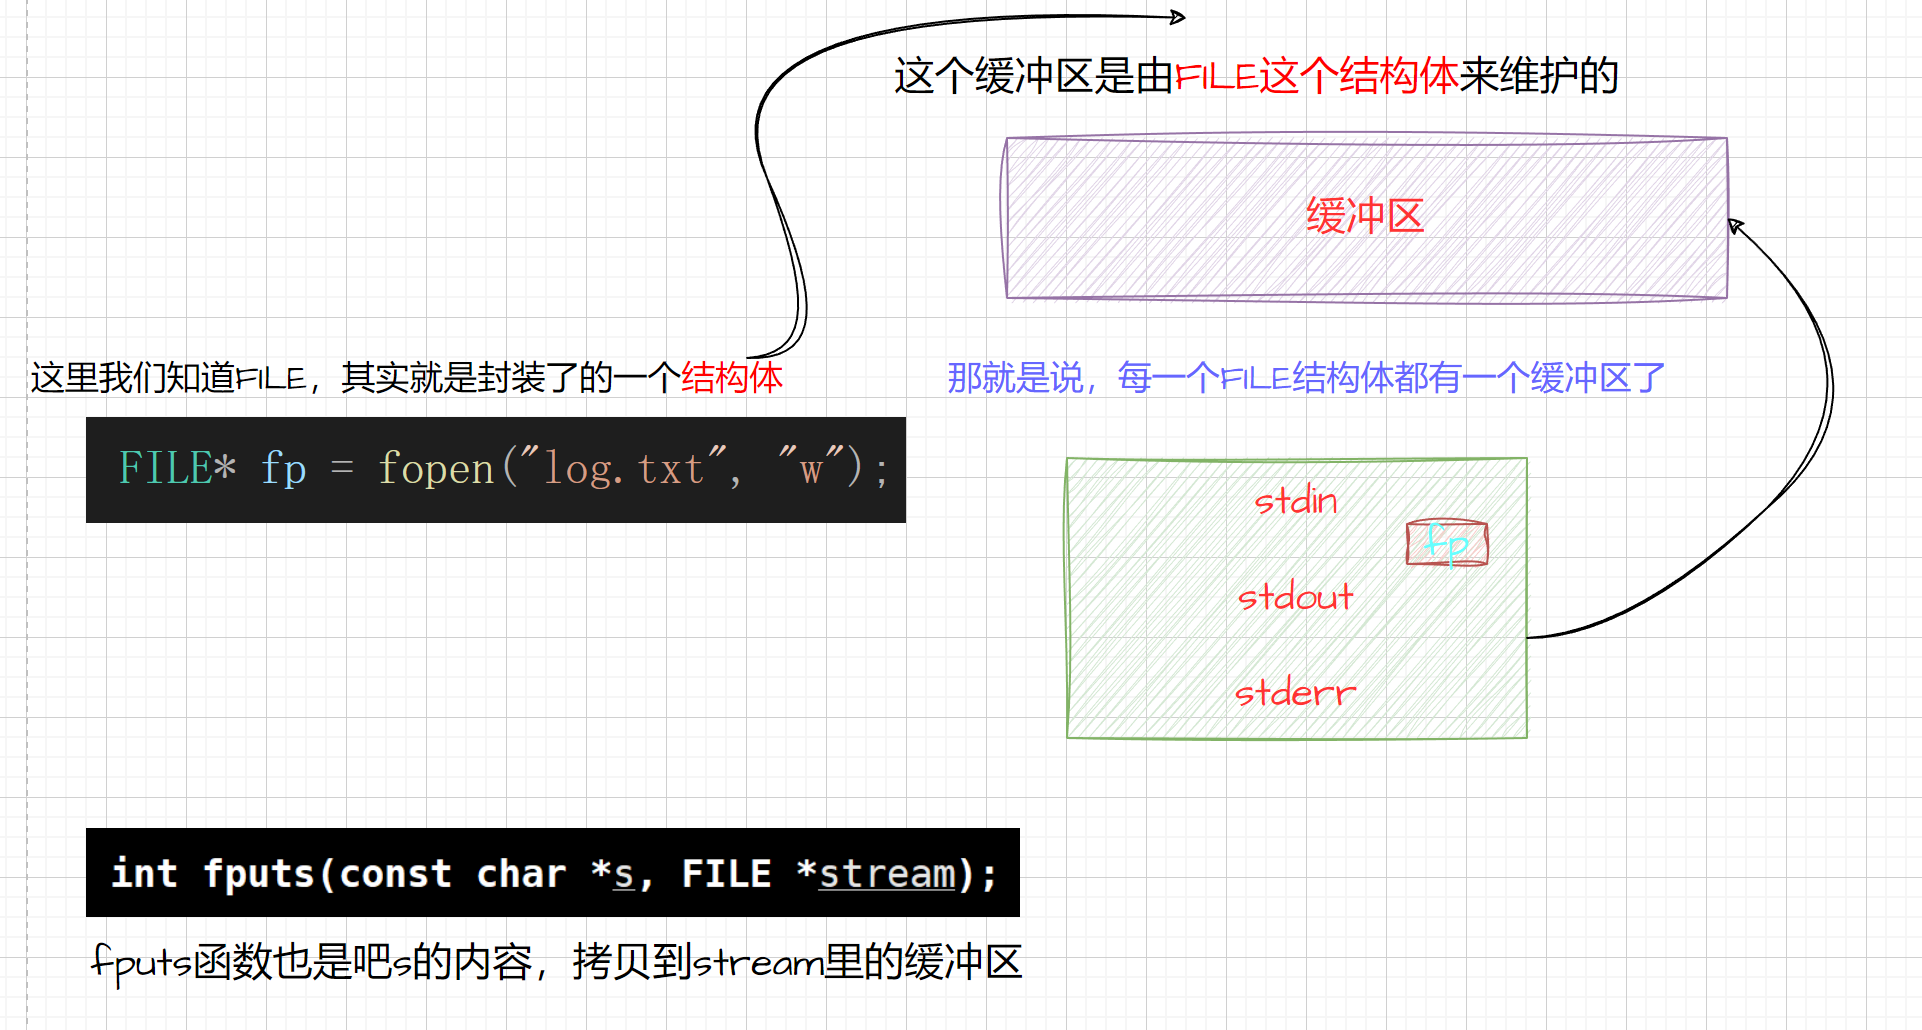 这个缓冲区是由FILE这个结构体来维护的
缓冲区
这里我们知道FILE，其实就是封装了的一个结构体
那就是说，每一个FILE结构体都有一个缓冲区了
FILE* fp = fopen("log.txt", "w");
stdin
fp
stdout
stderr
int fputs(const char *s, FILE *stream);
fputs函数也是吧s的内容，拷贝到stream里的缓冲区